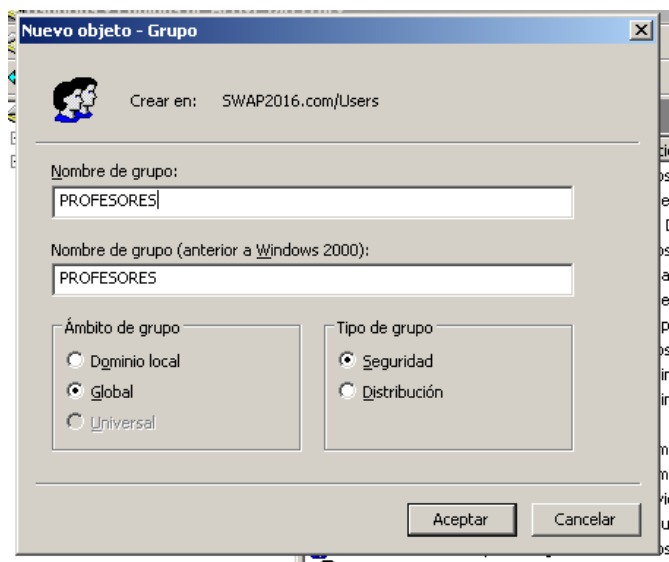 Nuevo objeto - Grupo
Crear en: SWAP2016.com/Users
Nombre de grupo:
PROFESORES
Nombre de grupo (anterior a Windows 2000):
PROFESORES
Ámbito de grupo
Dominio local
Global
Universal
Tipo de grupo
Seguridad
Distribución
Aceptar
Cancelar